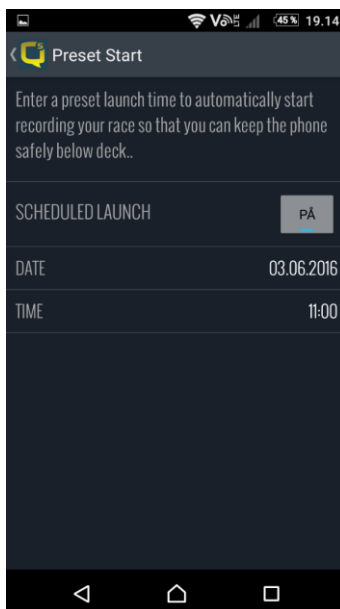 45% 19.14
Preset Start
Enter a preset launch time to automatically start
recording your race so that you can keep the phone
safely below deck..
SCHEDULED LAUNCH PÅ
DATE 03.06.2016
TIME 11:00